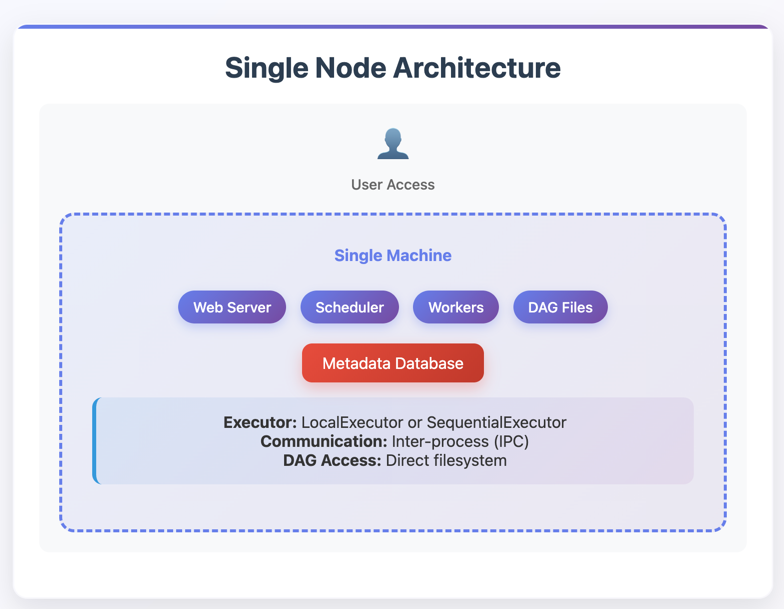 Single Node Architecture
User Access
Single Machine
Web Server
Scheduler
Workers
DAG Files
Metadata Database
Executor: LocalExecutor or SequentialExecutor
Communication: Inter-process (IPC)
DAG Access: Direct filesystem